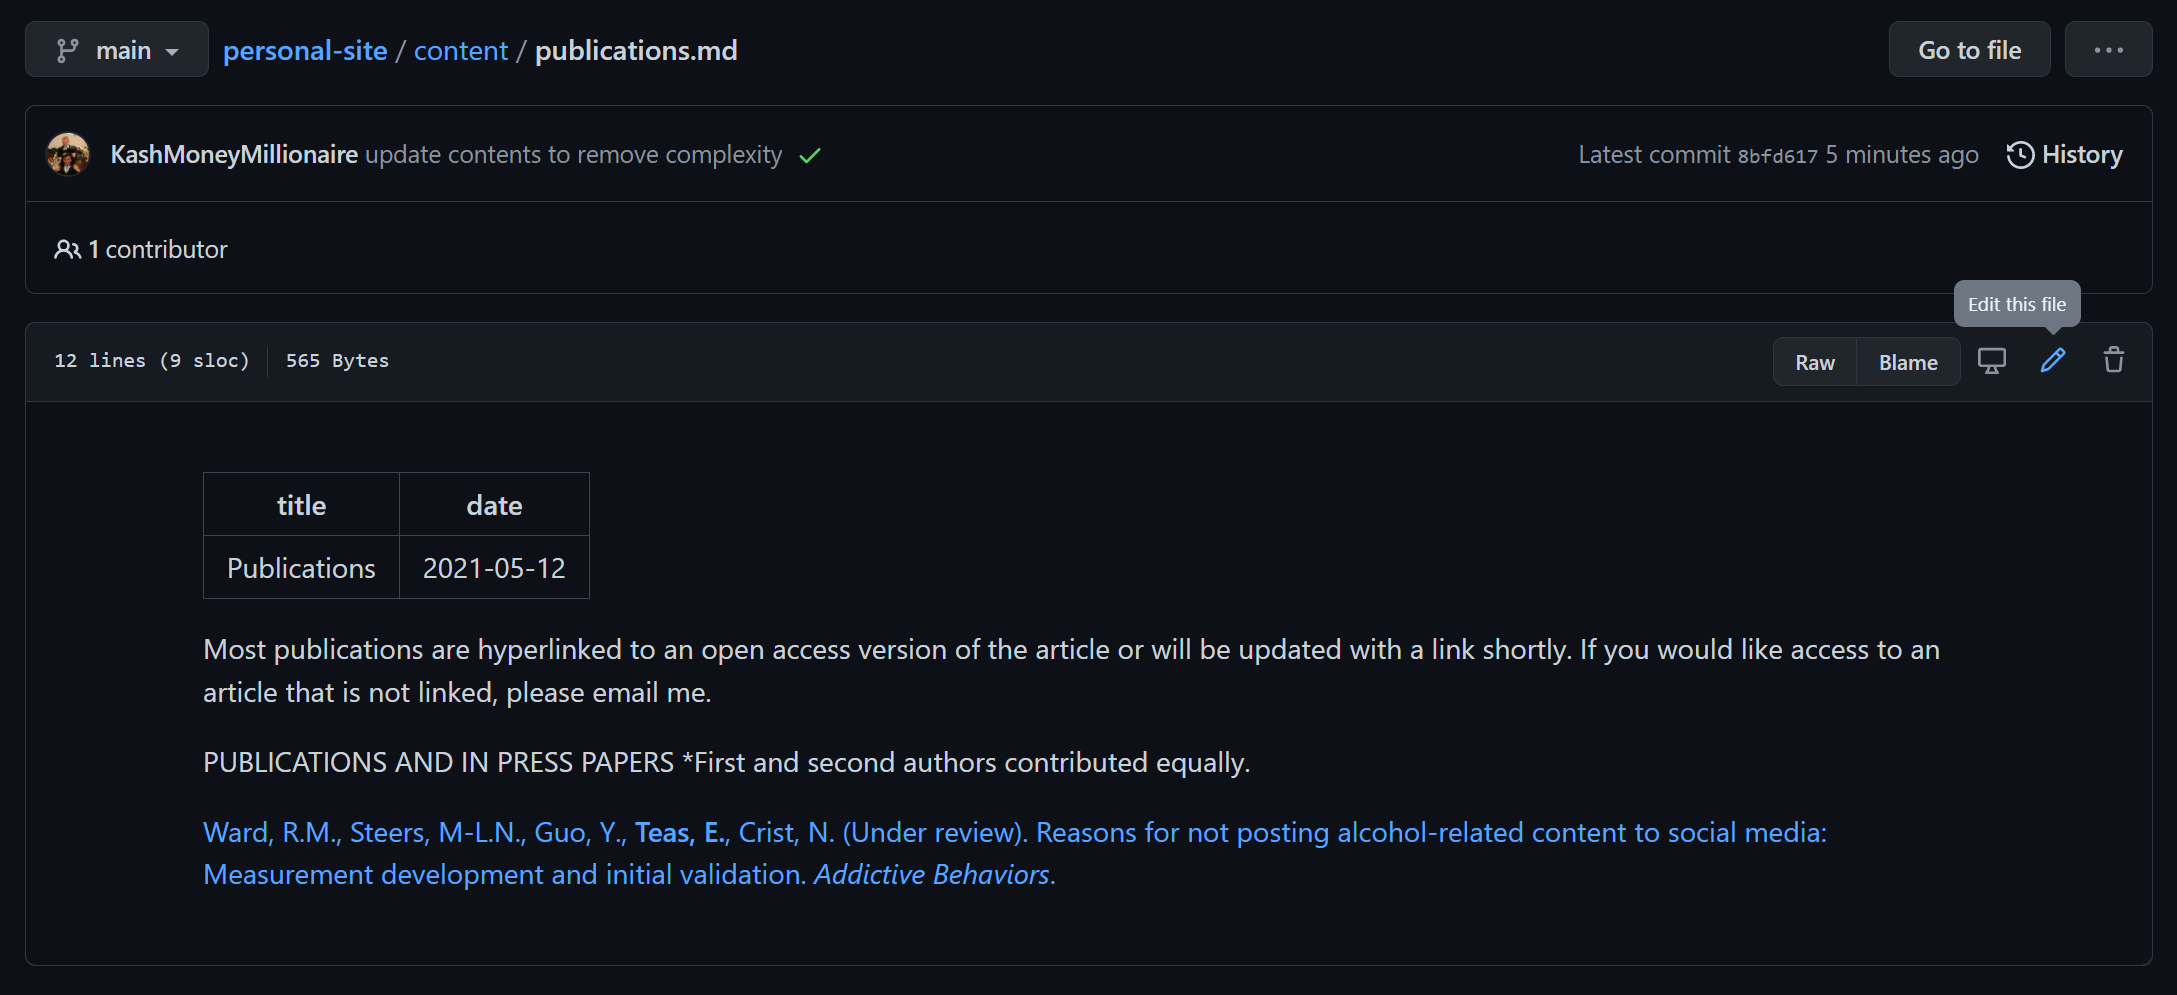 main personal-site / content / publications.md Go to file ...
KashMoneyMillionaire update contents to remove complexity Latest commit 8bfd617 5 minutes ago History
1 contributor
Edit this file
12 lines (9 sloc) 565 Bytes Raw Blame
title date
Publications 2021-05-12
Most publications are hyperlinked to an open access version of the article or will be updated with a link shortly. If you would like access to an
article that is not linked, please email me.
PUBLICATIONS AND IN PRESS PAPERS *First and second authors contributed equally.
Ward, R.M., Steers, M-L.N., Guo, Y., Teas, E., Crist, N. (Under review). Reasons for not posting alcohol-related content to social media:
Measurement development and initial validation. Addictive Behaviors.